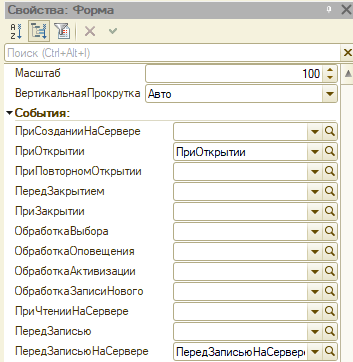 Свойства: Форма
Поиск (Ctrl+Alt+I)
Масштаб 100
ВертикальнаяПрокрутка Авто
События:
ПриСозданииНаСервере
ПриОткрытии ПриОткрытии
ПриПовторномОткрытии
ПередЗакрытием
ПриЗакрытии
ОбработкаВыбора
ОбработкаОповещения
ОбработкаАктивизации
ОбработкаЗаписиНового
ПриЧтенииНаСервере
ПередЗаписью
ПередЗаписьюНаСервере ПередЗаписьюНаСервере